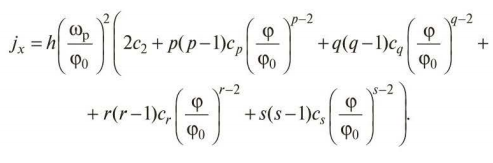 j_x = h(ω_p/φ_0)^2 (2c_2 + p(p−1)c_p(φ/φ_0)^{p−2} + q(q−1)c_q(φ/φ_0)^{q−2} +
+ r(r−1)c_r(φ/φ_0)^{r−2} + s(s−1)c_s(φ/φ_0)^{s−2}).